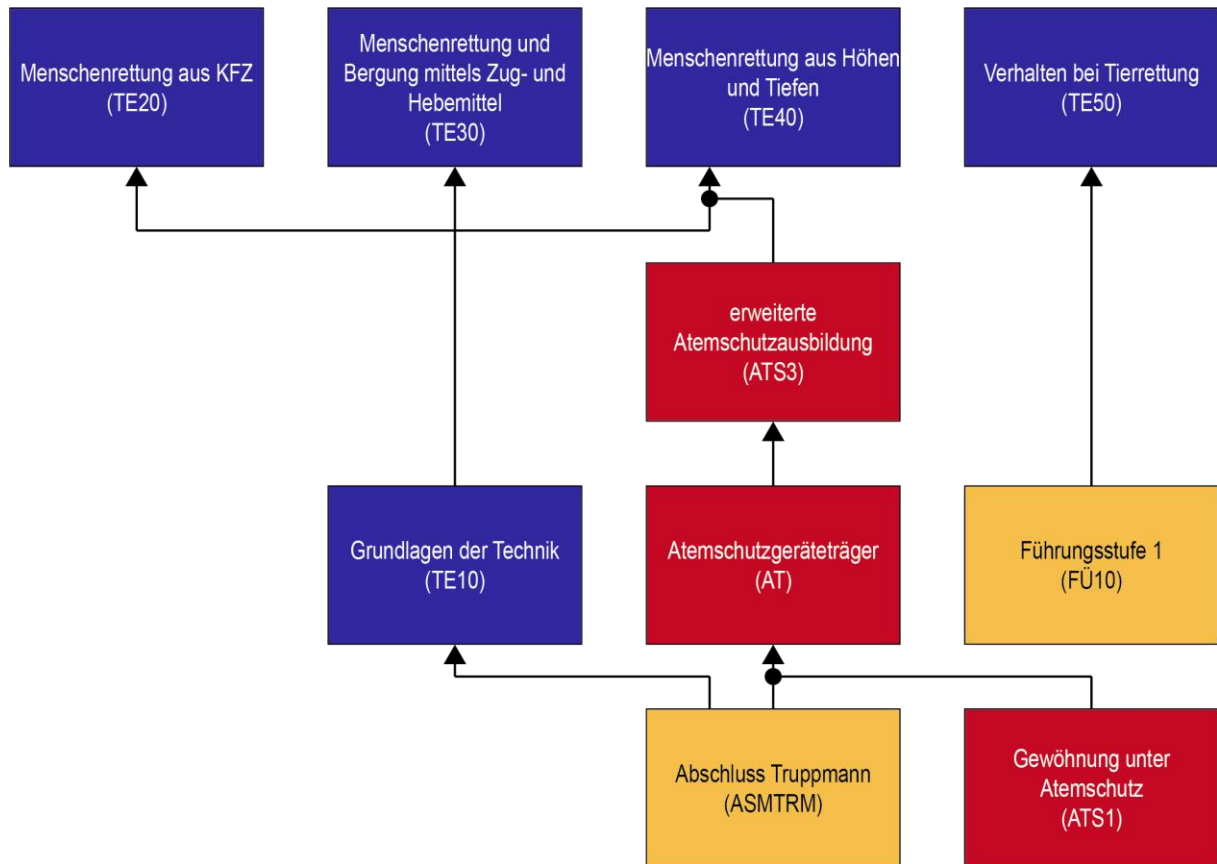 Menschenrettung aus KFZ
(TE20)
Menschenrettung und
Bergung mittels Zug- und
Hebemittel
(TE30)
Menschenrettung aus Höhen
und Tiefen
(TE40)
Verhalten bei Tierrettung
(TE50)
erweiterte
Atemschutzausbildung
(ATS3)
Grundlagen der Technik
(TE10)
Atemschutzgeräteträger
(AT)
Führungsstufe 1
(FÜ10)
Abschluss Truppmann
(ASMTRM)
Gewöhnung unter
Atemschutz
(ATS1)